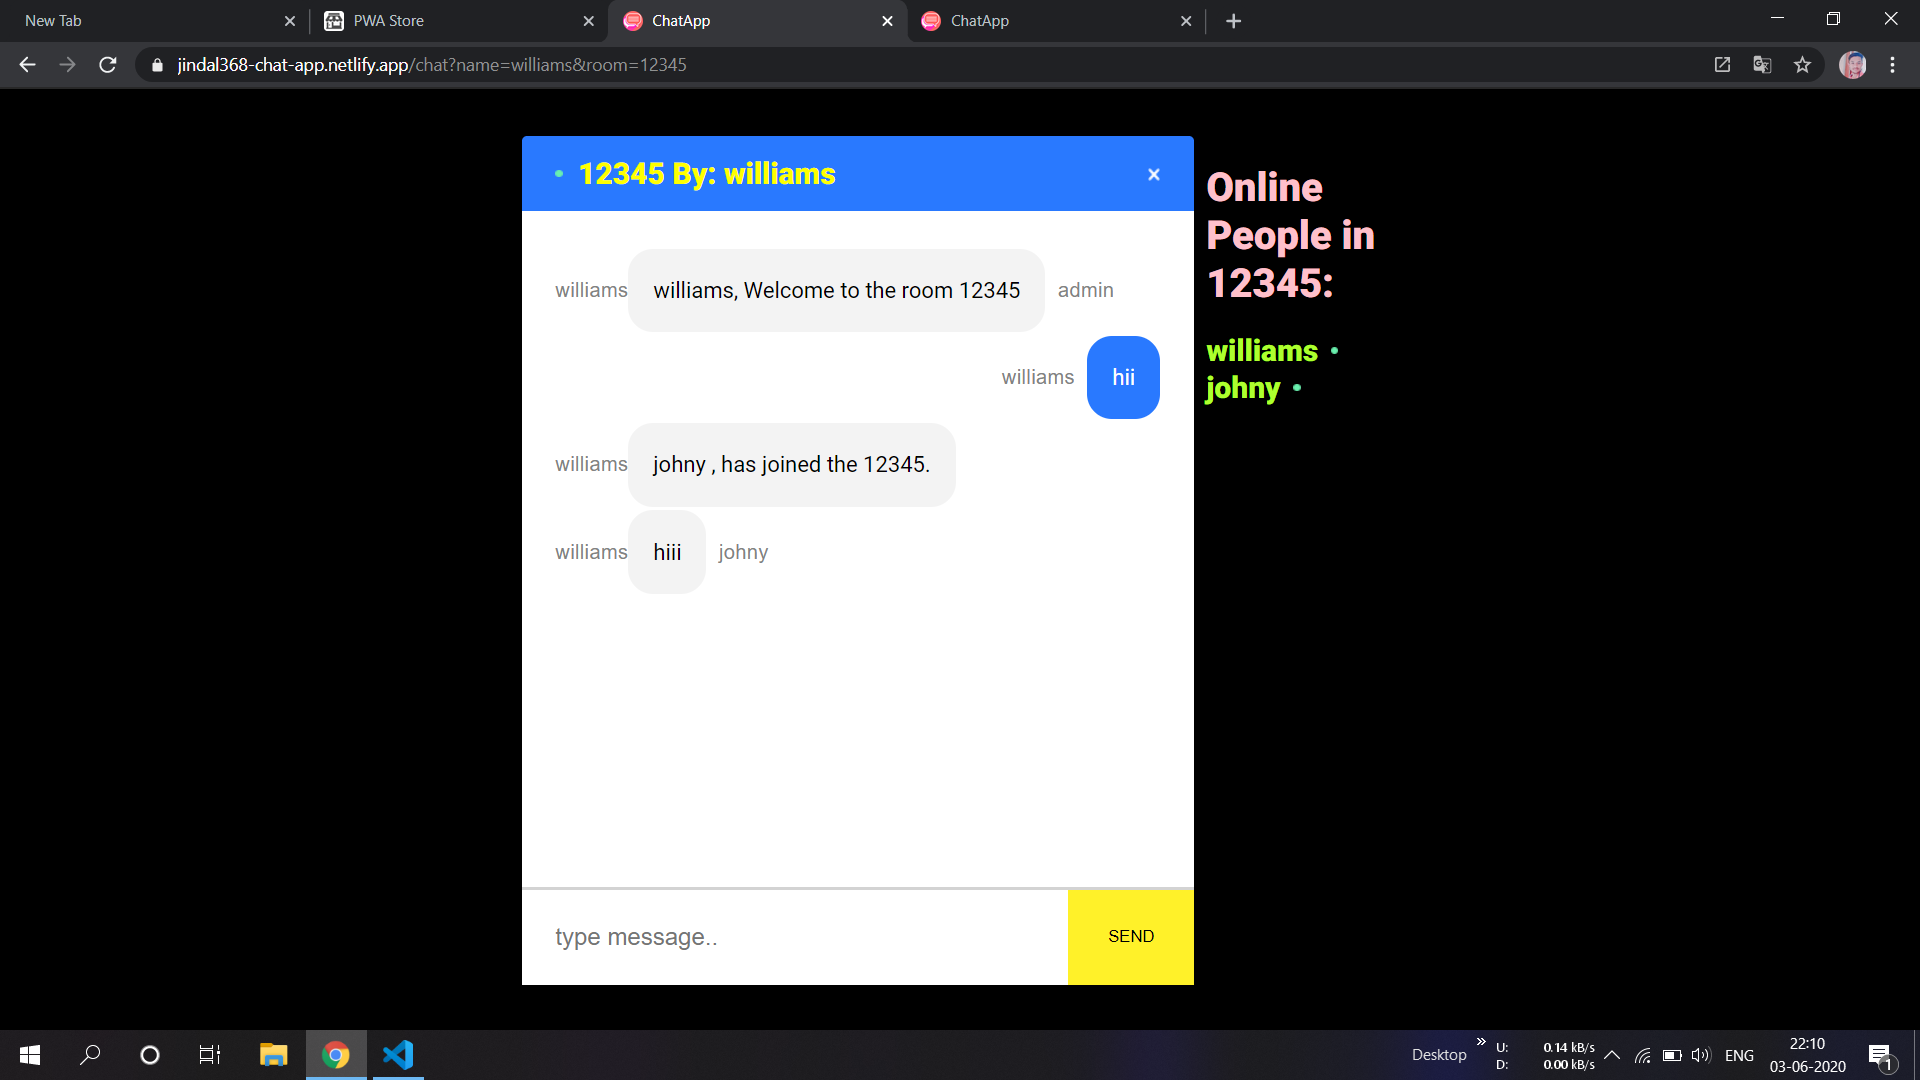 New Tab
PWA Store
ChatApp
ChatApp
jindal368-chat-app.netlify.app/chat?name=williams&room=12345
12345 By: williams
Online
People in
12345:
williams
johny
williams williams, Welcome to the room 12345 admin
williams hii
williams johny , has joined the 12345.
williams hiii johny
type message..
SEND
Desktop
U: 0.14 kB/s
D: 0.00 kB/s
ENG
22:10
03-06-2020
1